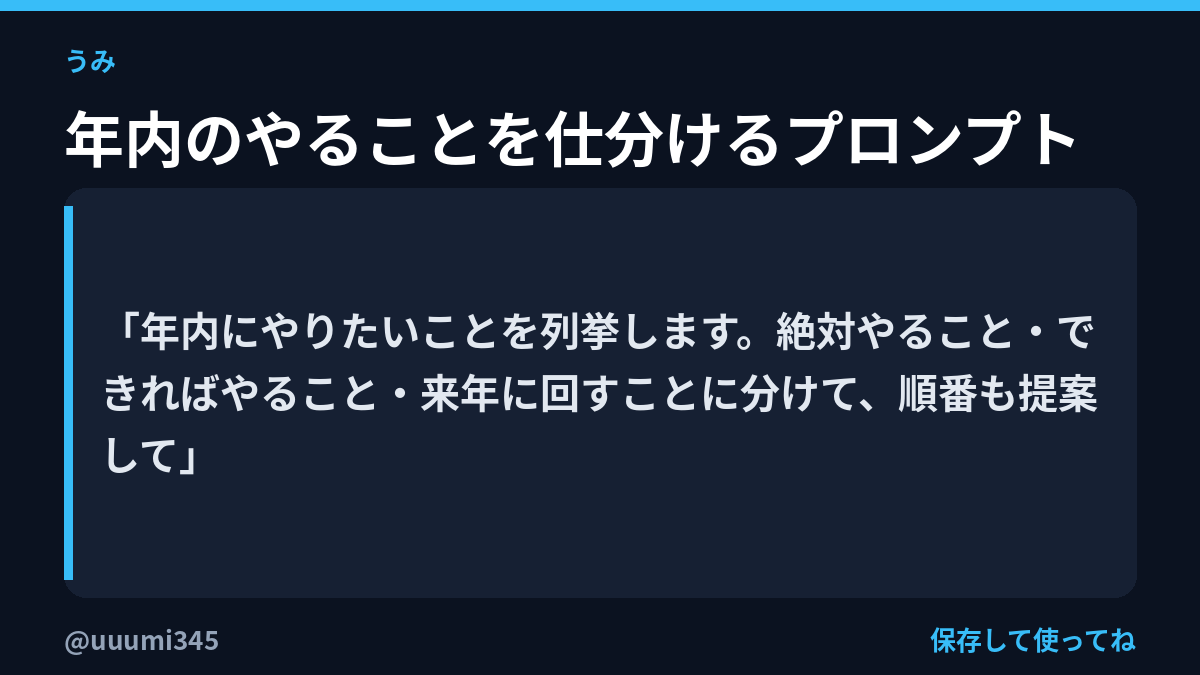 うみ
年内のやることを仕分けるプロンプト
「年内にやりたいことを列挙します。絶対やること・で
きればやること・来年に回すことに分けて、順番も提案
して」
@uuumi345
保存して使ってね